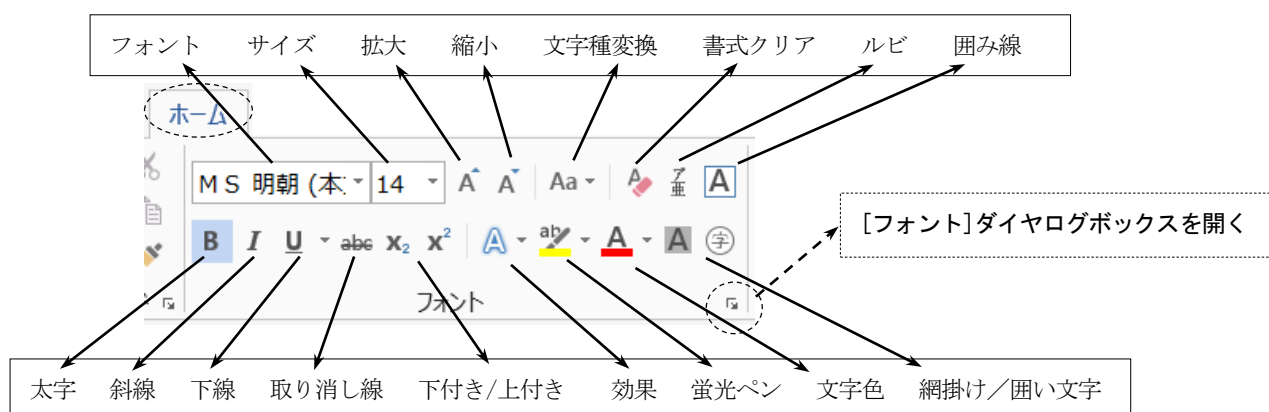 フォント サイズ 拡大 縮小 文字種変換 書式クリア ルビ 囲み線
ホーム
ＭＳ 明朝 (本 14 A A Aa A ア亜 A
[フォント]ダイヤログボックスを開く
B I U abc X₂ X² A ab A A 字
フォント
太字 斜線 下線 取り消し線 下付き/上付き 効果 蛍光ペン 文字色 網掛け／囲い文字